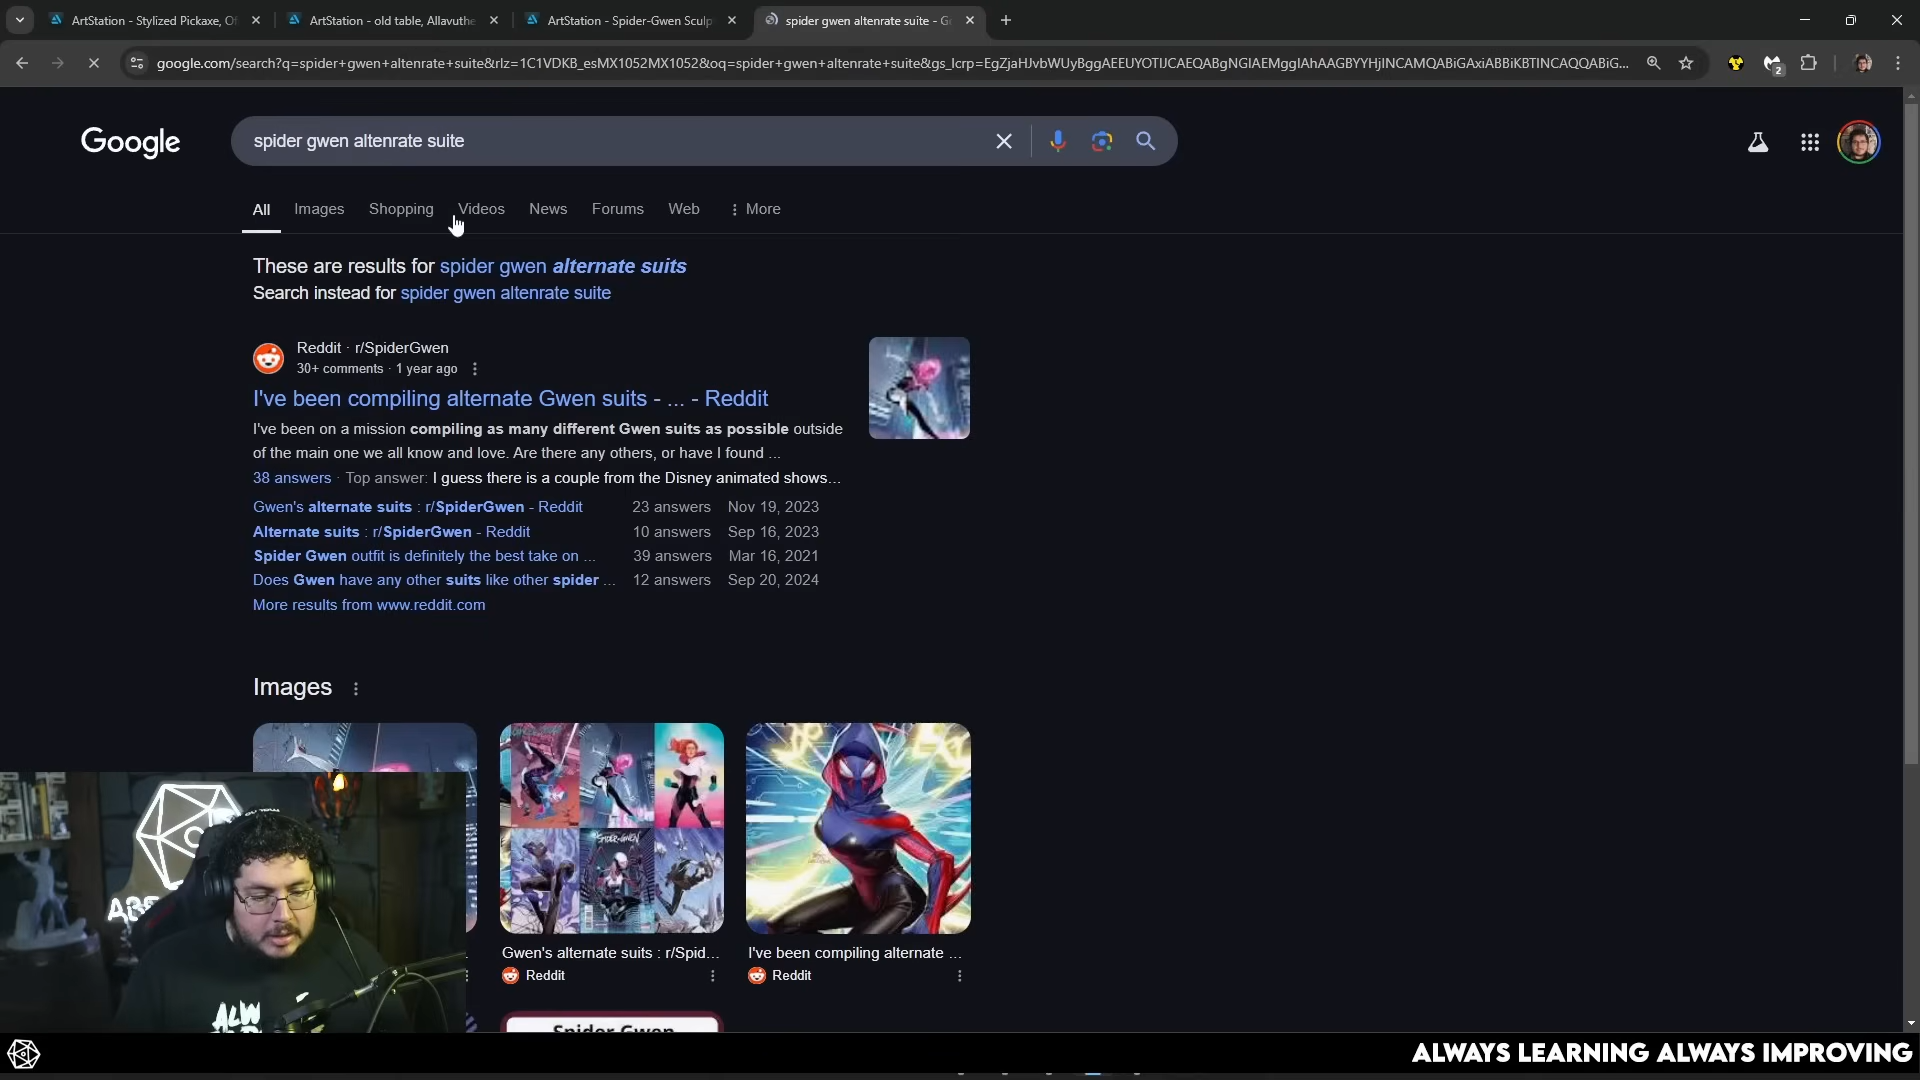 ArtStation - Stylized Pickaxe, O
ArtStation - old table, Allavuthe
ArtStation - Spider-Gwen Sculp
spider gwen altenrate suite - G
google.com/search?q=spider+gwen+altenrate+suite&rlz=1C1VDKB_esMX1052MX1052&oq=spider+gwen+altenrate+suite&gs_lcrp=EgZjaHJvbWUyBggAEEUYOTIJCAEQABgNGIAEMggIAhAAGBYYHjINCAMQABiGAxiABBiKBTINCAQQABiG...
2
Google
spider gwen altenrate suite
All
Images
Shopping
Videos
News
Forums
Web
More
These are results for spider gwen alternate suits
Search instead for spider gwen altenrate suite
Reddit · r/SpiderGwen
30+ comments · 1 year ago
I've been compiling alternate Gwen suits - ... - Reddit
I've been on a mission compiling as many different Gwen suits as possible outside
of the main one we all know and love. Are there any others, or have I found ...
38 answers · Top answer: I guess there is a couple from the Disney animated shows...
Gwen's alternate suits : r/SpiderGwen - Reddit 23 answers Nov 19, 2023
Alternate suits : r/SpiderGwen - Reddit 10 answers Sep 16, 2023
Spider Gwen outfit is definitely the best take on ... 39 answers Mar 16, 2021
Does Gwen have any other suits like other spider ... 12 answers Sep 20, 2024
More results from www.reddit.com
Images
SPIDER-GWEN
Gwen's alternate suits : r/Spid...
Reddit
I've been compiling alternate ...
Reddit
Spider Gwen
ALW
ALWAYS LEARNING ALWAYS IMPROVING